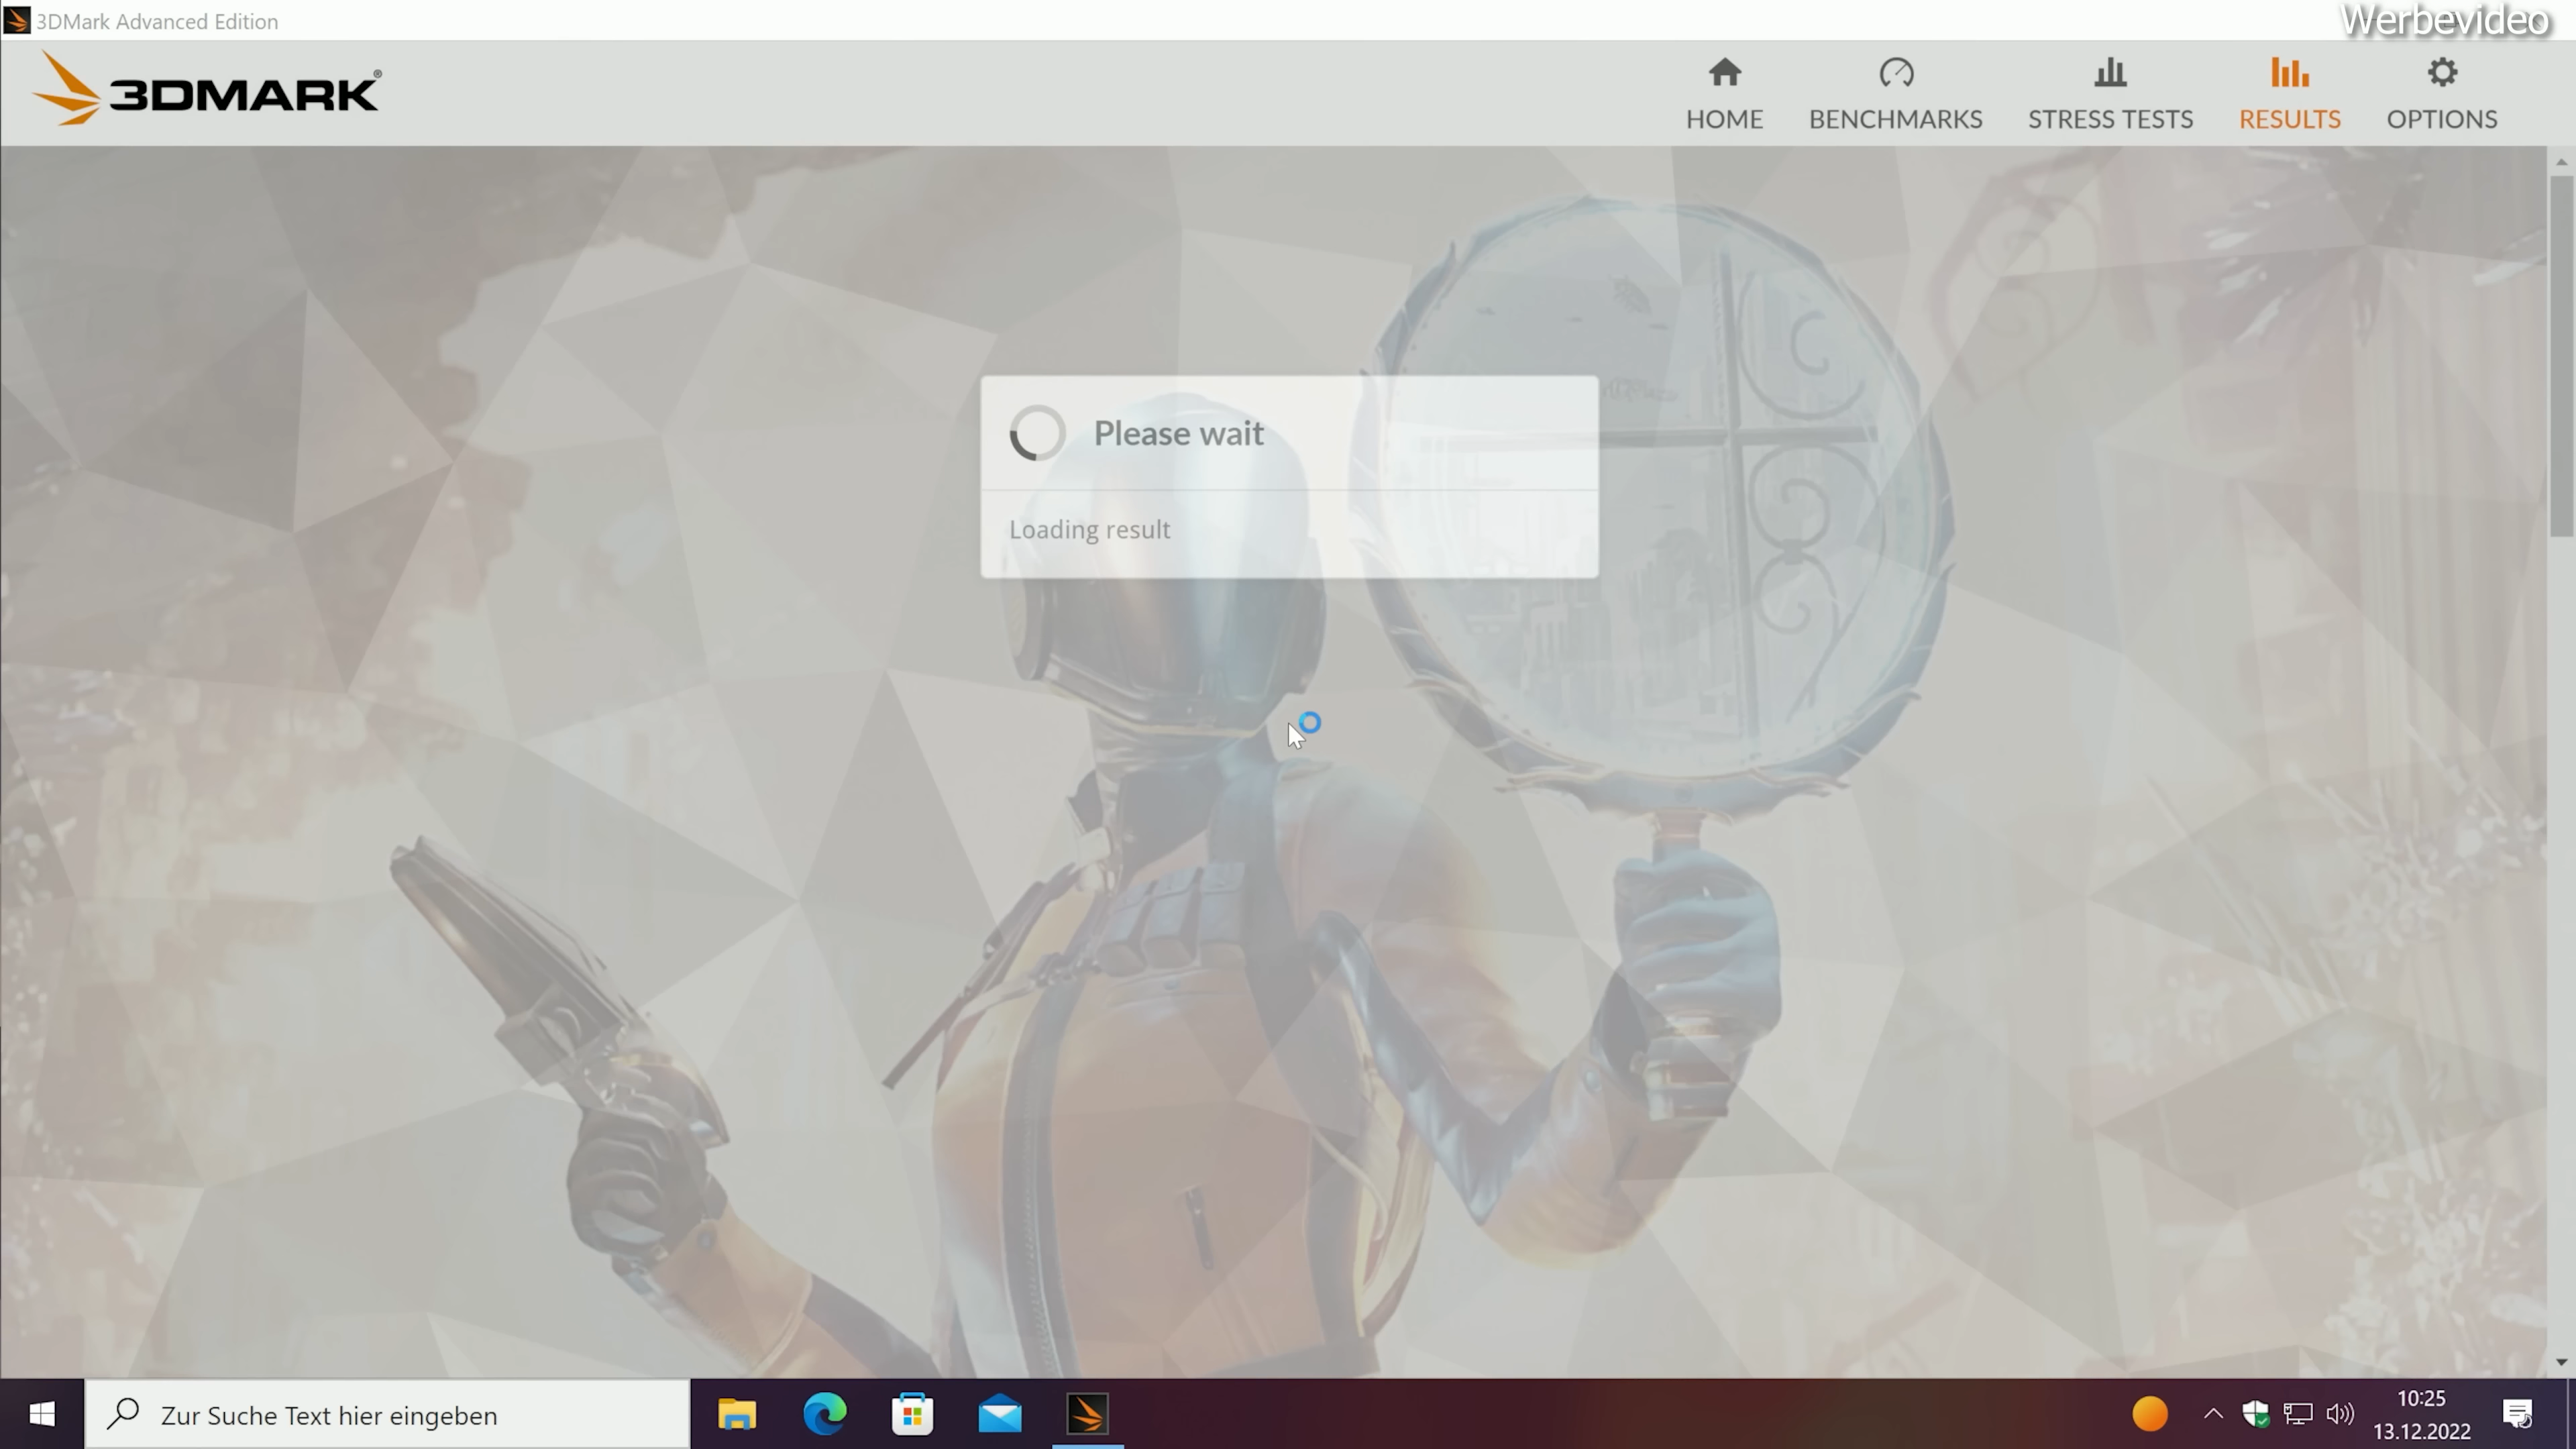 3DMark Advanced Edition
Werbevideo
3DMARK®
HOME
BENCHMARKS
STRESS TESTS
RESULTS
OPTIONS
Please wait
Loading result
Zur Suche Text hier eingeben
10:25
13.12.2022